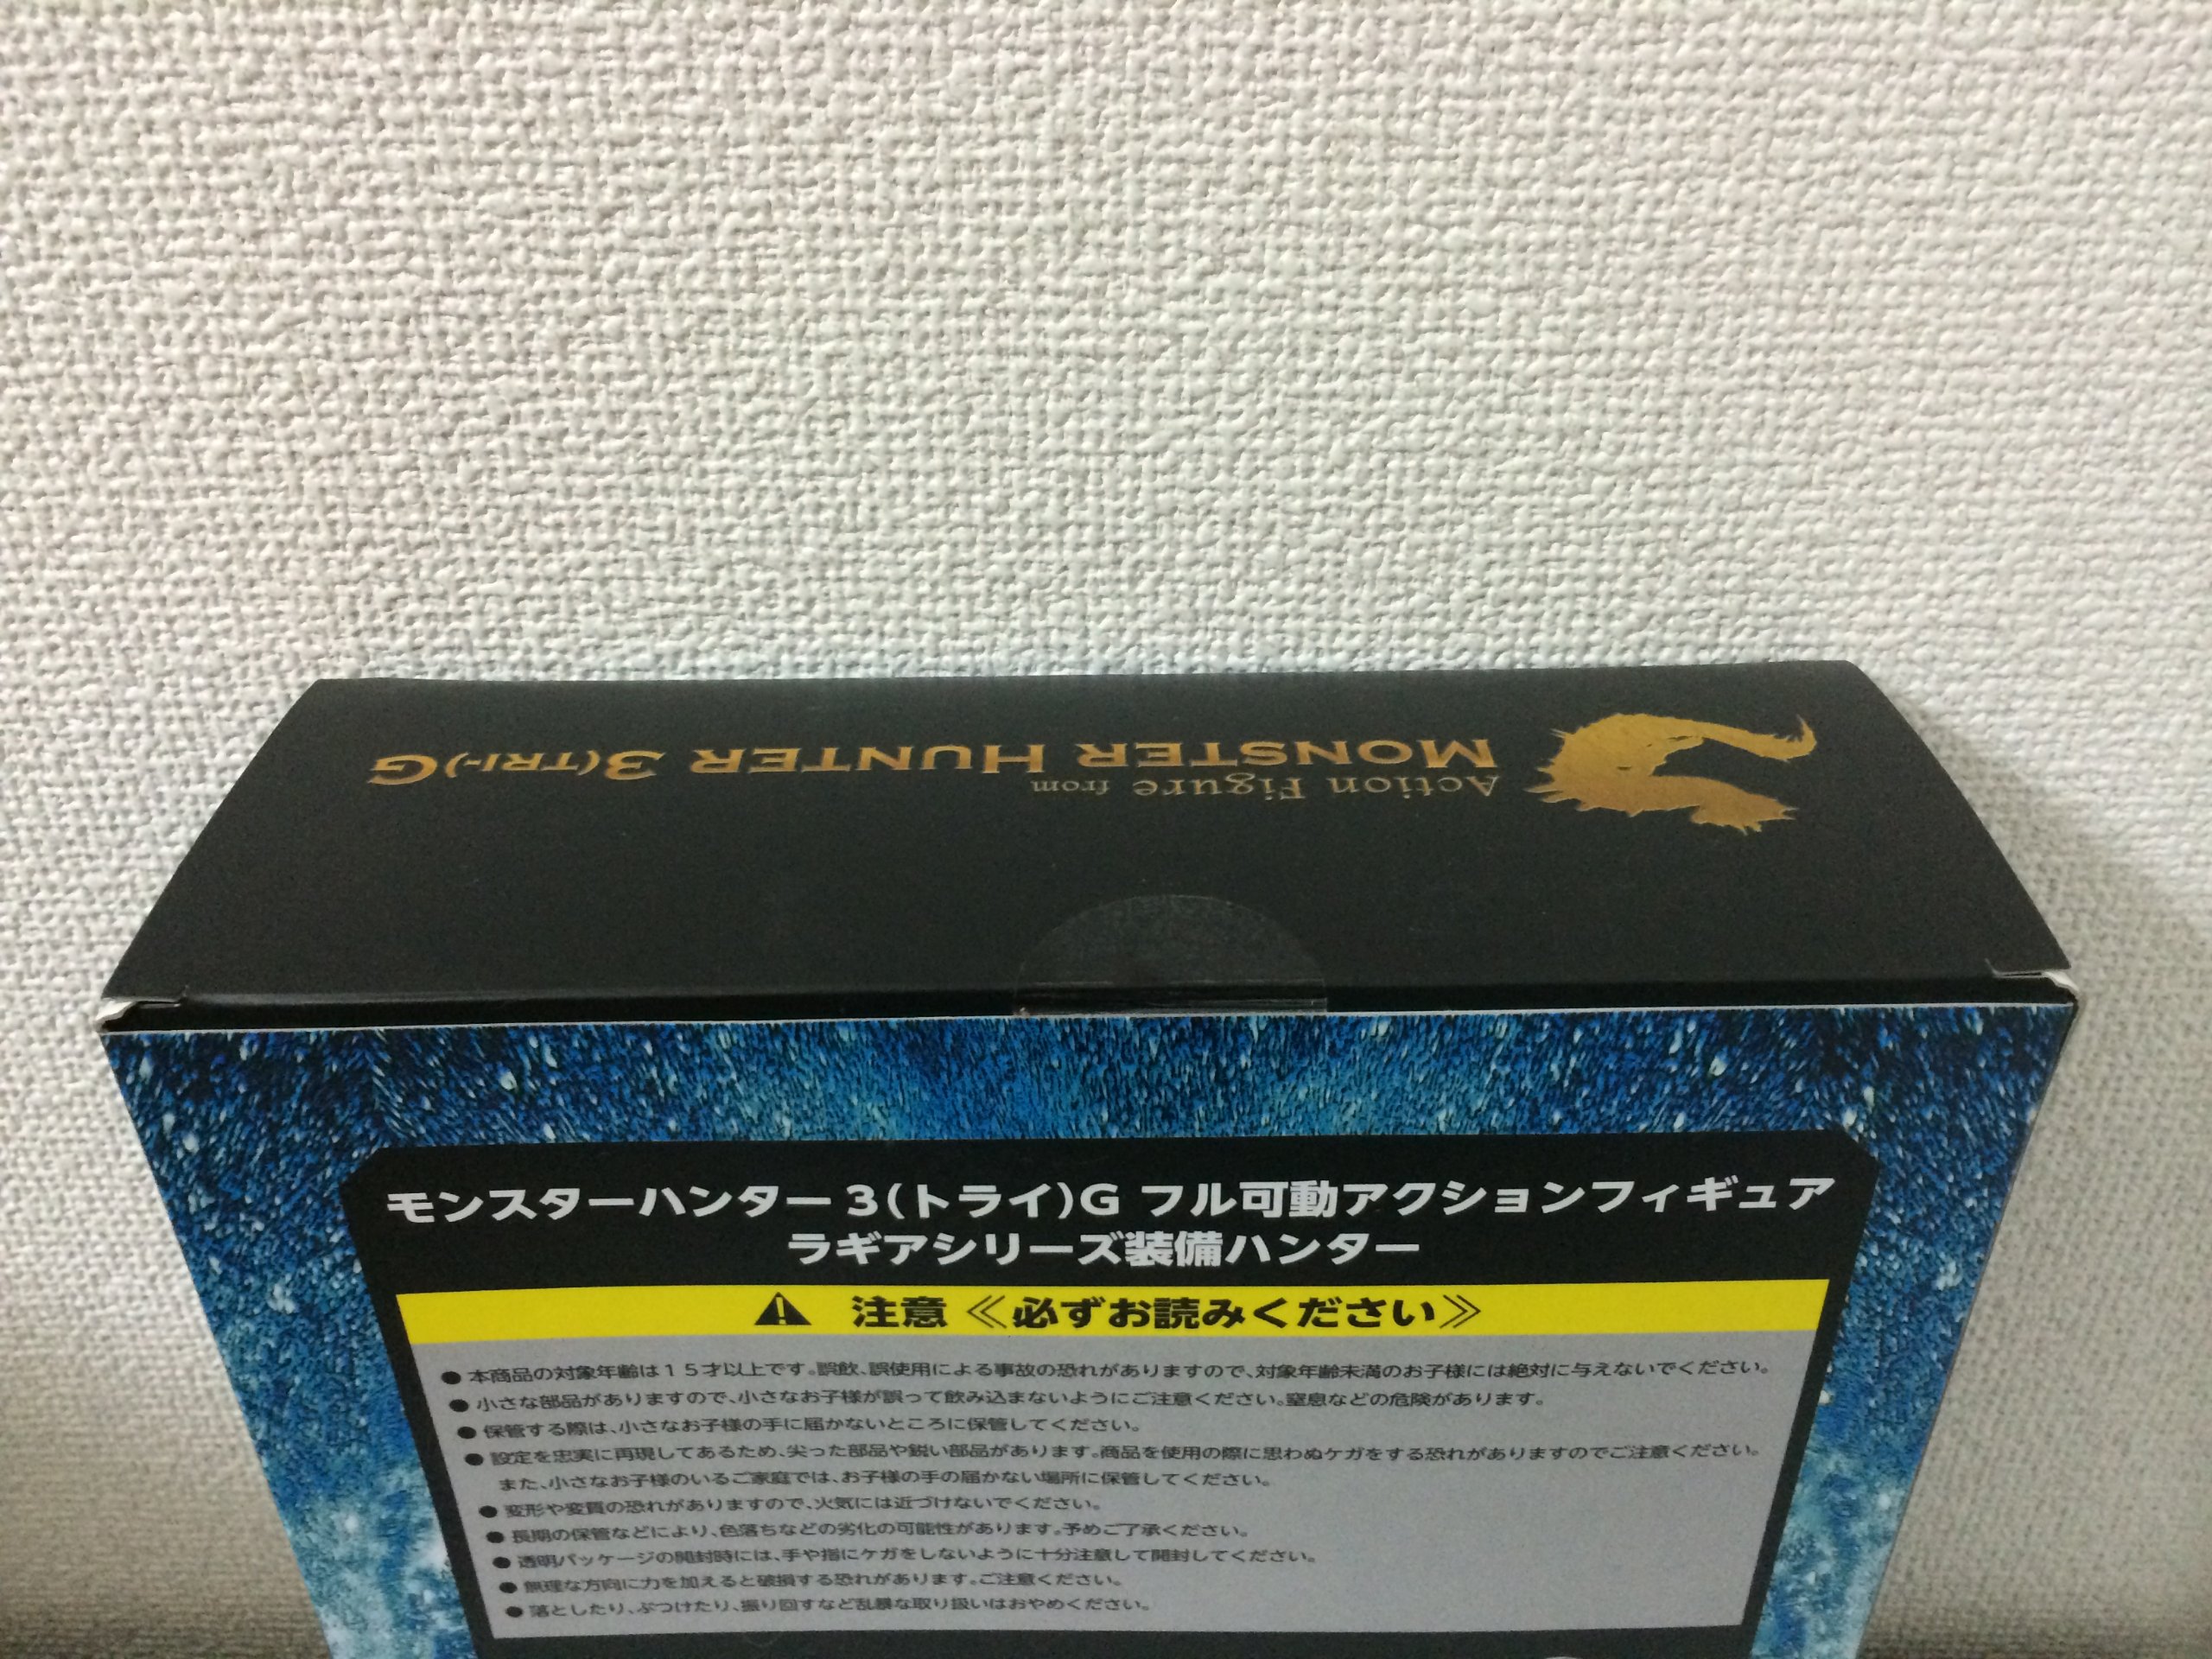 Action Figure from
MONSTER HUNTER 3(TRI-)G
モンスターハンター3(トライ)G フル可動アクションフィギュア
ラギアシリーズ装備ハンター
注意≪必ずお読みください≫
●本商品の対象年齢は15才以上です。誤飲、誤使用による事故の恐れがありますので、対象年齢未満のお子様には絶対に与えないでください。
●小さな部品がありますので、小さなお子様が誤って飲み込まないようにご注意ください。窒息などの危険があります。
●保管する際は、小さなお子様の手に届かないところに保管してください。
●設定を忠実に再現してあるため、尖った部品や鋭い部品があります。商品を使用の際に思わぬケガをする恐れがありますのでご注意ください。
また、小さなお子様のいるご家庭では、お子様の手の届かない場所に保管してください。
●変形や変質の恐れがありますので、火気には近づけないでください。
●長期の保管などにより、色落ちなどの劣化の可能性があります。予めご了承ください。
●透明パッケージの開封時には、手や指にケガをしないように十分注意して開封してください。
●無理な方向に力を加えると破損する恐れがあります。ご注意ください。
●落としたり、ぶつけたり、振り回すなど乱暴な取り扱いはおやめください。